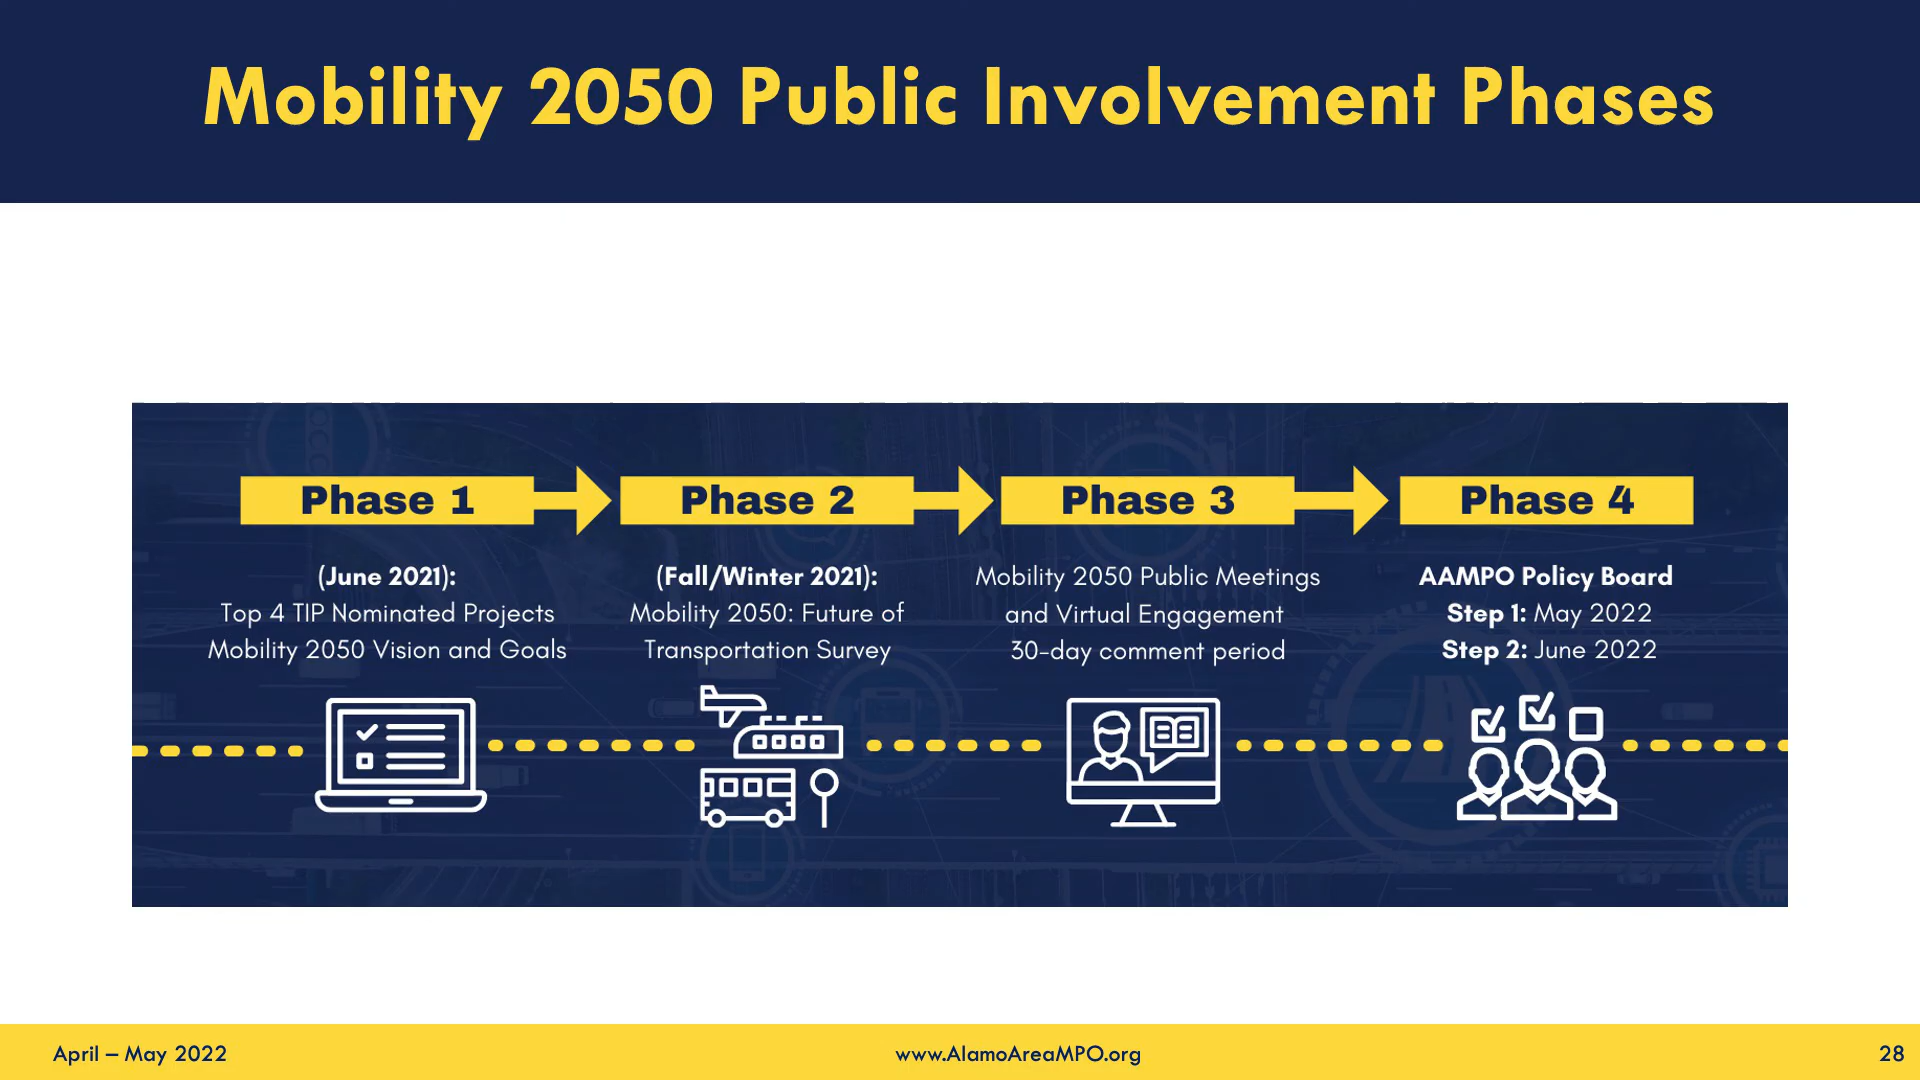 Mobility 2050 Public Involvement Phases
Phase 1
(June 2021):
Top 4 TIP Nominated Projects
Mobility 2050 Vision and Goals
Phase 2
(Fall/Winter 2021):
Mobility 2050: Future of
Transportation Survey
Phase 3
Mobility 2050 Public Meetings
and Virtual Engagement
30-day comment period
Phase 4
AAMPO Policy Board
Step 1: May 2022
Step 2: June 2022
April – May 2022
www.AlamoAreaMPO.org
28